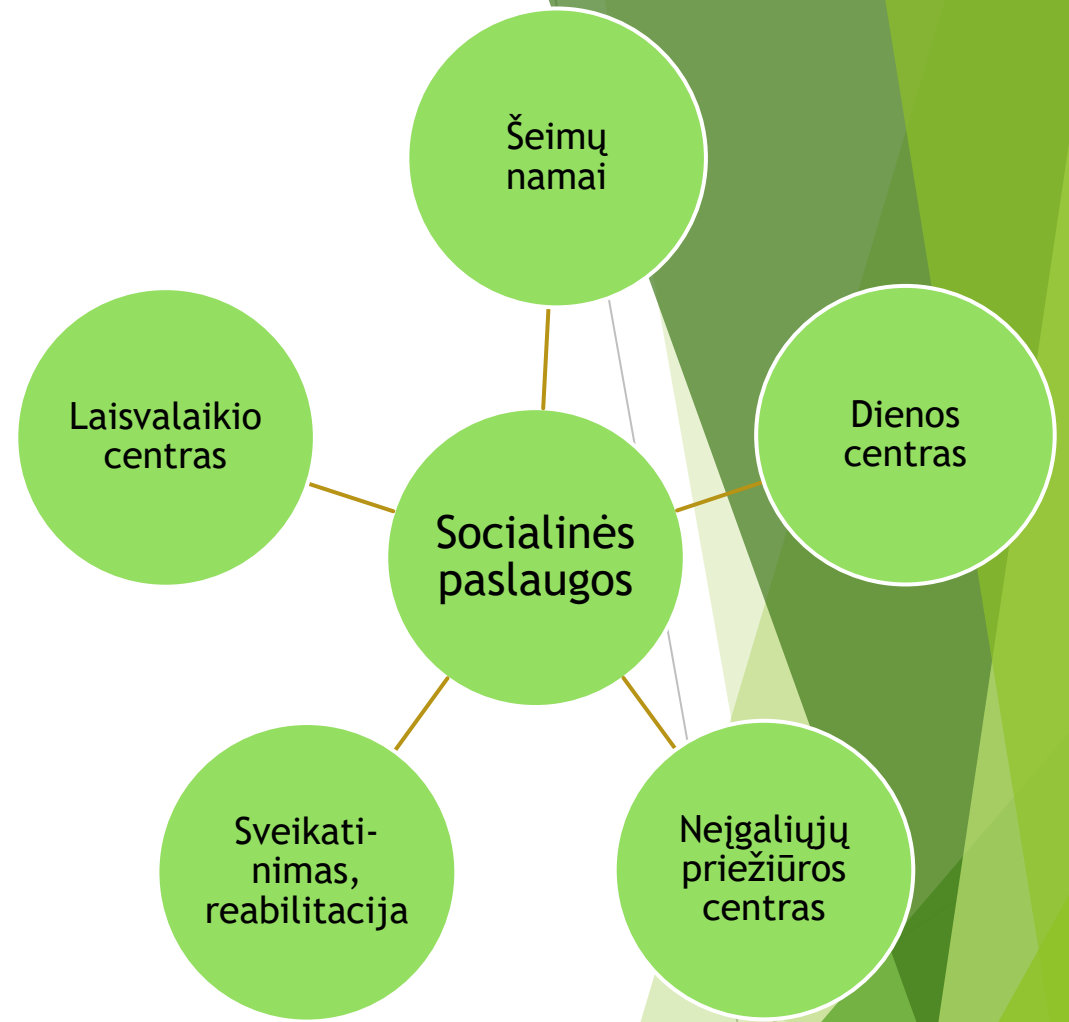 Šeimų
namai
Laisvalaikio
centras
Dienos
centras
Socialinės
paslaugos
Sveikati-
nimas,
reabilitacija
Neįgaliųjų
priežiūros
centras